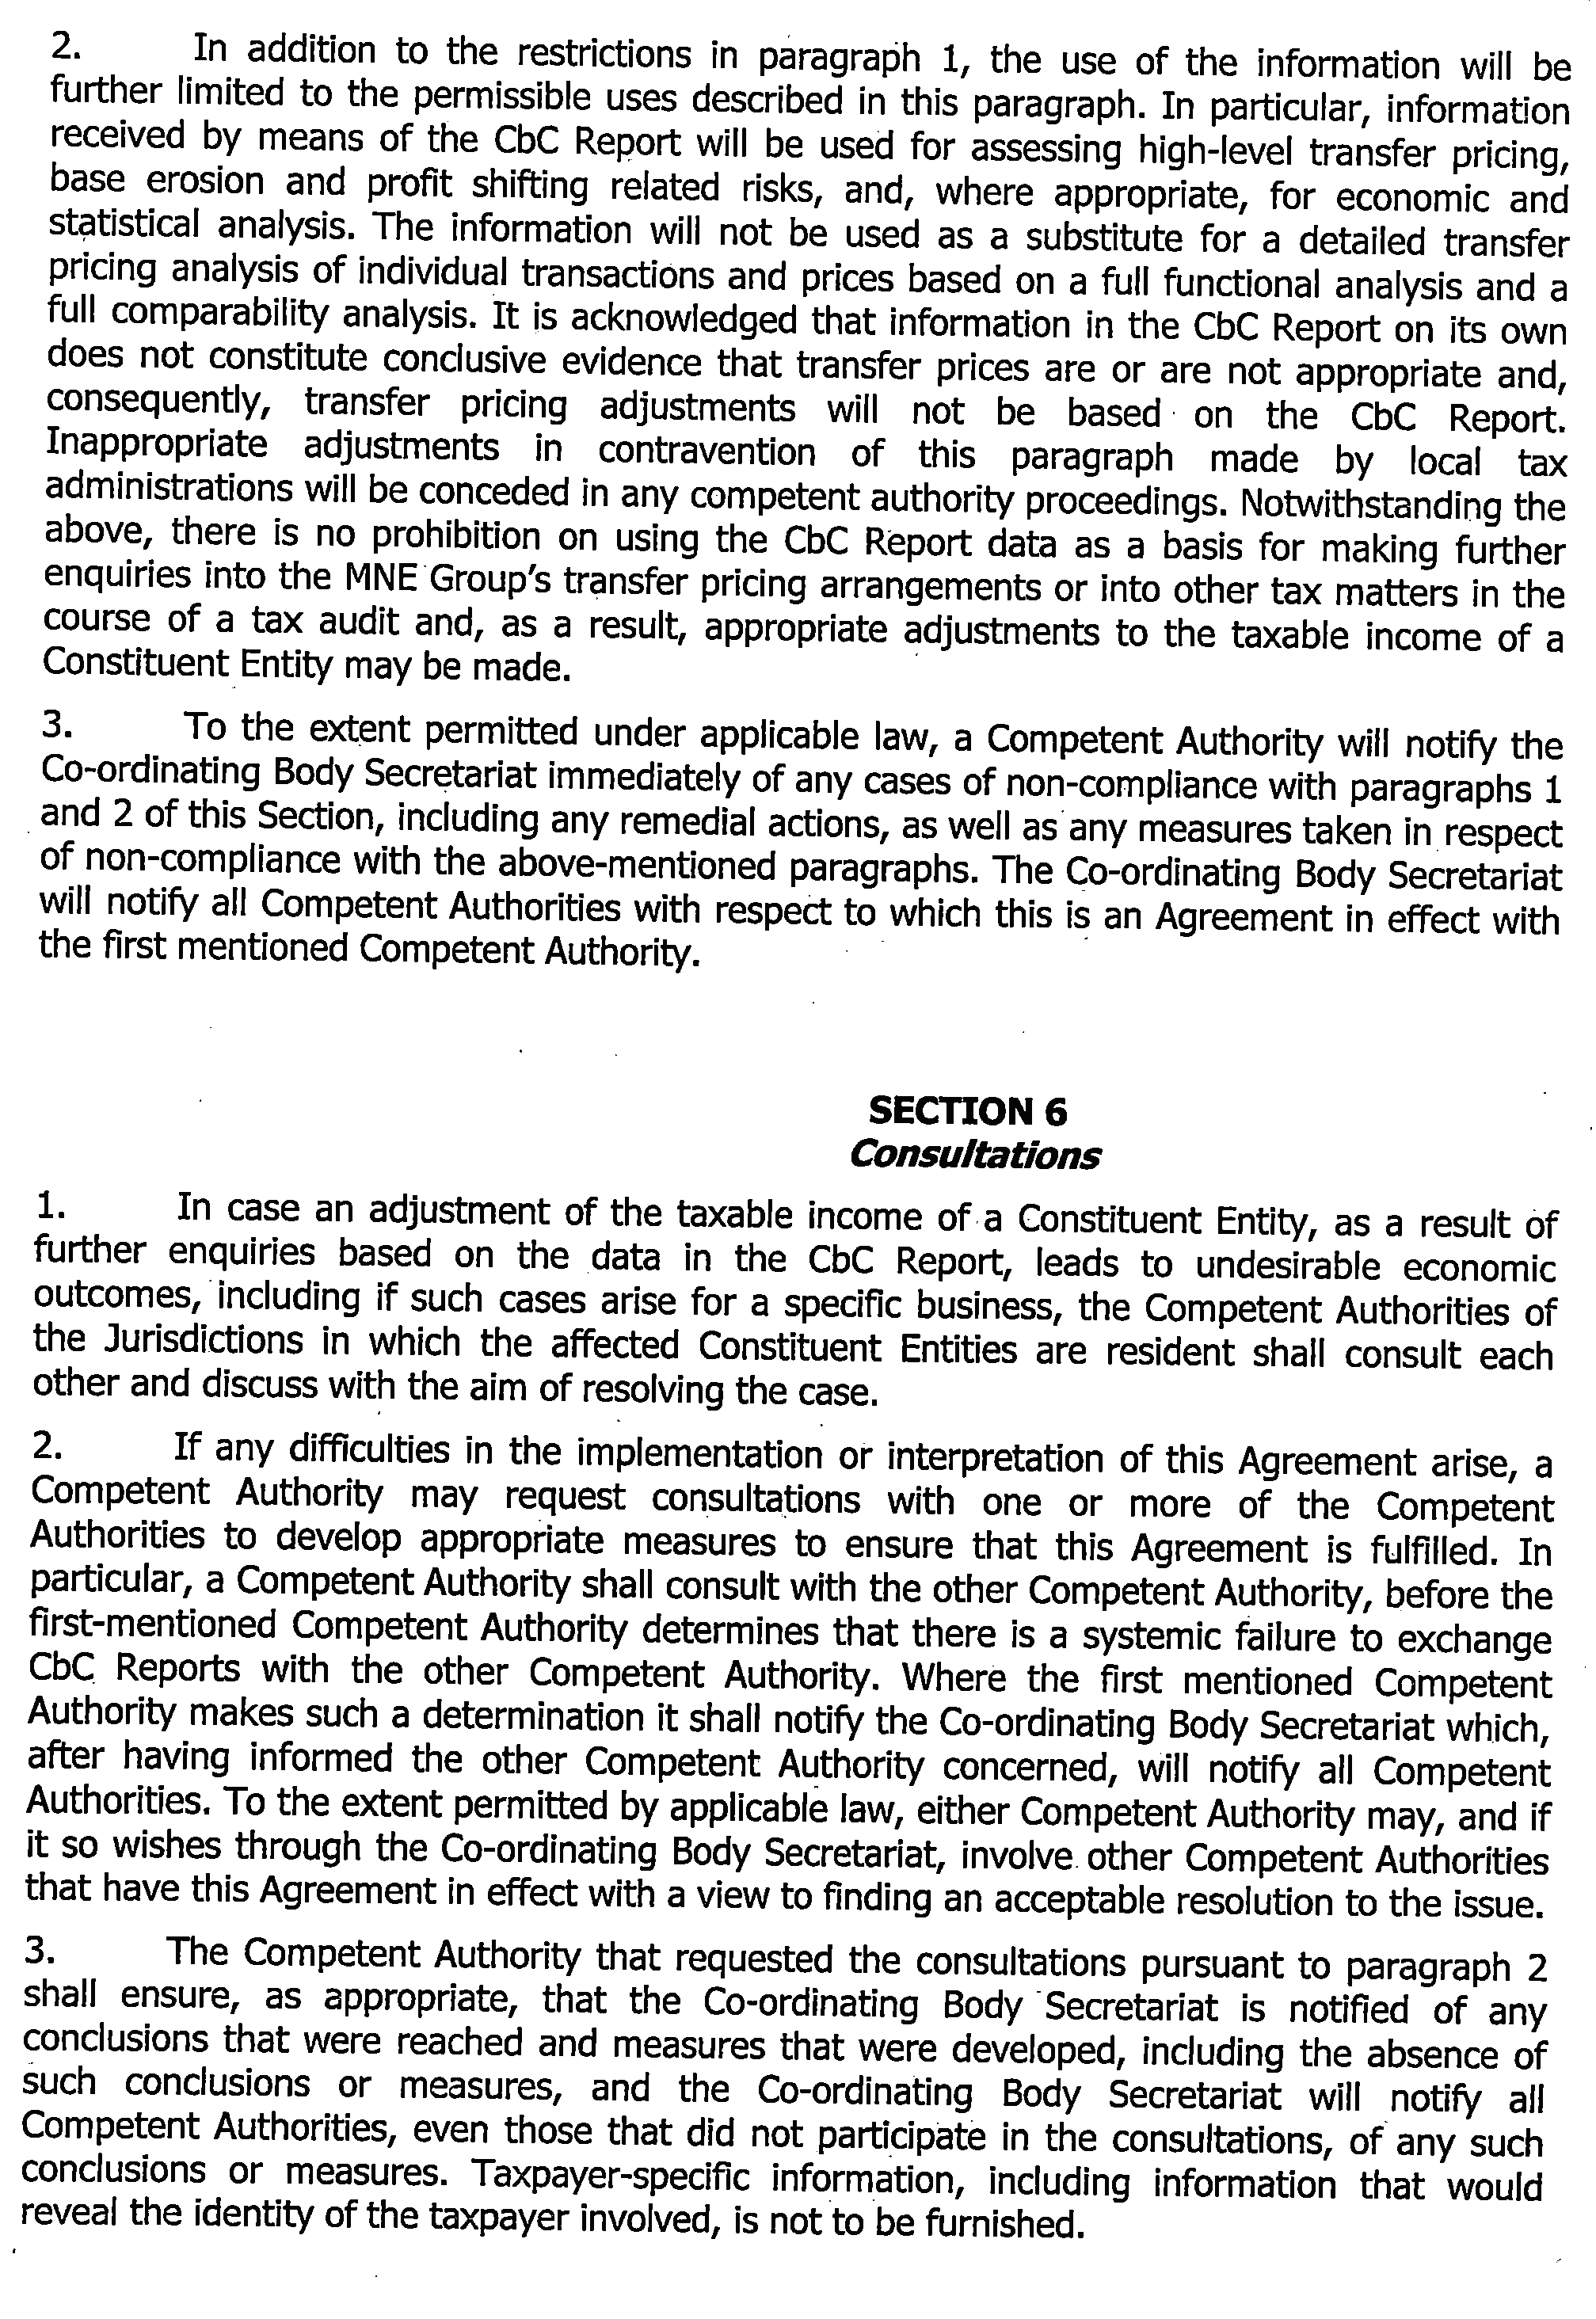 2. In addition to the restrictions in paragraph 1, the use of the information will be
further limited to the permissible uses described in this paragraph. In particular, information
received by means of the CbC Report will be used for assessing high-level transfer pricing,
base erosion and profit shifting related risks, and, where appropriate, for economic and
statistical analysis. The information will not be used as a substitute for a detailed transfer
pricing analysis of individual transactions and prices based on a full functional analysis and a
full comparability analysis. It is acknowledged that information in the CbC Report on its own
does not constitute conclusive evidence that transfer prices are or are not appropriate and,
consequently, transfer pricing adjustments will not be based on the CbC Report.
Inappropriate adjustments in contravention of this paragraph made by local tax
administrations will be conceded in any competent authority proceedings. Notwithstanding the
above, there is no prohibition on using the CbC Report data as a basis for making further
enquiries into the MNE Group's transfer pricing arrangements or into other tax matters in the
course of a tax audit and, as a result, appropriate adjustments to the taxable income of a
Constituent Entity may be made.
3. To the extent permitted under applicable law, a Competent Authority will notify the
Co-ordinating Body Secretariat immediately of any cases of non-compliance with paragraphs 1
and 2 of this Section, including any remedial actions, as well as any measures taken in respect
of non-compliance with the above-mentioned paragraphs. The Co-ordinating Body Secretariat
will notify all Competent Authorities with respect to which this is an Agreement in effect with
the first mentioned Competent Authority.
SECTION 6
Consultations
1. In case an adjustment of the taxable income of a Constituent Entity, as a result of
further enquiries based on the data in the CbC Report, leads to undesirable economic
outcomes, including if such cases arise for a specific business, the Competent Authorities of
the Jurisdictions in which the affected Constituent Entities are resident shall consult each
other and discuss with the aim of resolving the case.
2. If any difficulties in the implementation or interpretation of this Agreement arise, a
Competent Authority may request consultations with one or more of the Competent
Authorities to develop appropriate measures to ensure that this Agreement is fulfilled. In
particular, a Competent Authority shall consult with the other Competent Authority, before the
first-mentioned Competent Authority determines that there is a systemic failure to exchange
CbC Reports with the other Competent Authority. Where the first mentioned Competent
Authority makes such a determination it shall notify the Co-ordinating Body Secretariat which,
after having informed the other Competent Authority concerned, will notify all Competent
Authorities. To the extent permitted by applicable law, either Competent Authority may, and if
it so wishes through the Co-ordinating Body Secretariat, involve other Competent Authorities
that have this Agreement in effect with a view to finding an acceptable resolution to the issue.
3. The Competent Authority that requested the consultations pursuant to paragraph 2
shall ensure, as appropriate, that the Co-ordinating Body Secretariat is notified of any
conclusions that were reached and measures that were developed, including the absence of
such conclusions or measures, and the Co-ordinating Body Secretariat will notify all
Competent Authorities, even those that did not participate in the consultations, of any such
conclusions or measures. Taxpayer-specific information, including information that would
reveal the identity of the taxpayer involved, is not to be furnished.